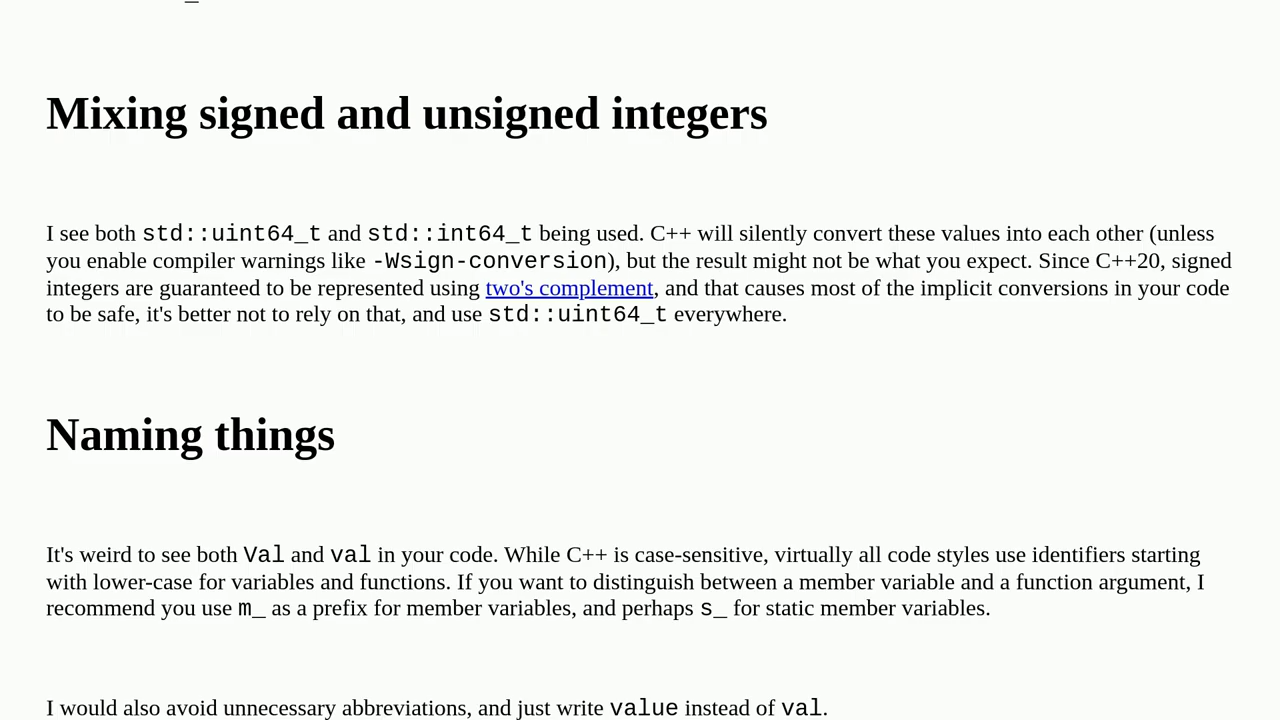 Mixing signed and unsigned integers
I see both std::uint64_t and std::int64_t being used. C++ will silently convert these values into each other (unless
you enable compiler warnings like -Wsign-conversion), but the result might not be what you expect. Since C++20, signed
integers are guaranteed to be represented using two's complement, and that causes most of the implicit conversions in your code
to be safe, it's better not to rely on that, and use std::uint64_t everywhere.
Naming things
It's weird to see both Val and val in your code. While C++ is case-sensitive, virtually all code styles use identifiers starting
with lower-case for variables and functions. If you want to distinguish between a member variable and a function argument, I
recommend you use m_ as a prefix for member variables, and perhaps s_ for static member variables.
I would also avoid unnecessary abbreviations, and just write value instead of val.